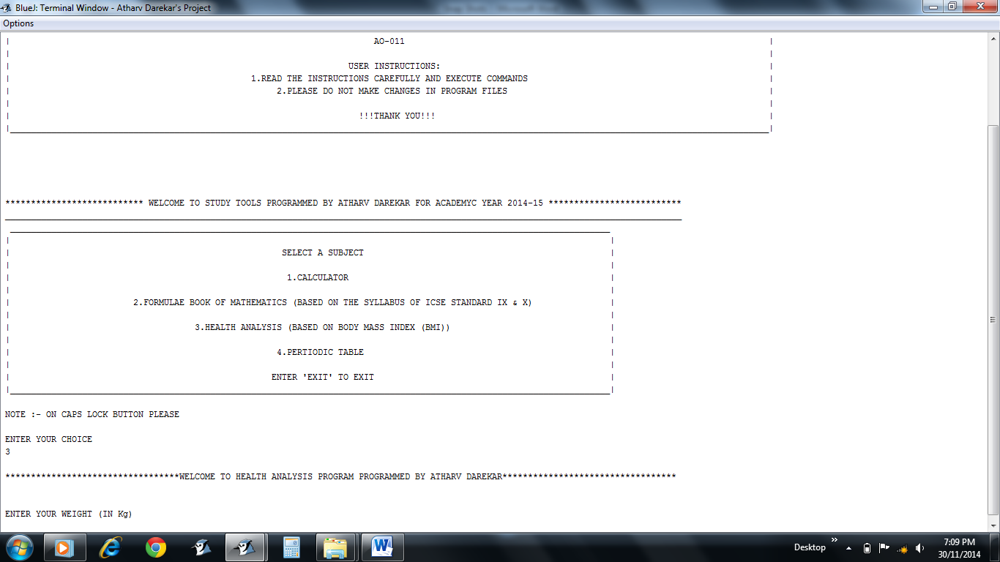 BlueJ: Terminal Window - Atharv Darekar's Project
Options
AO-011
USER INSTRUCTIONS:
1.READ THE INSTRUCTIONS CAREFULLY AND EXECUTE COMMANDS
2.PLEASE DO NOT MAKE CHANGES IN PROGRAM FILES
!!!THANK YOU!!!
*************************** WELCOME TO STUDY TOOLS PROGRAMMED BY ATHARV DAREKAR FOR ACADEMYC YEAR 2014-15 **************************
SELECT A SUBJECT
1.CALCULATOR
2.FORMULAE BOOK OF MATHEMATICS (BASED ON THE SYLLABUS OF ICSE STANDARD IX & X)
3.HEALTH ANALYSIS (BASED ON BODY MASS INDEX (BMI))
4.PERTIODIC TABLE
ENTER 'EXIT' TO EXIT
NOTE :- ON CAPS LOCK BUTTON PLEASE
ENTER YOUR CHOICE
3
**********************************WELCOME TO HEALTH ANALYSIS PROGRAM PROGRAMMED BY ATHARV DAREKAR**********************************
ENTER YOUR WEIGHT (IN Kg)
Desktop
7:09 PM
30/11/2014